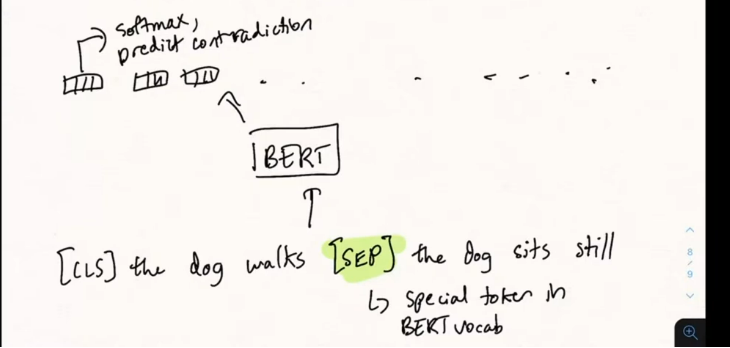 softmax,
predict contradiction
BERT
[CLS] the dog walks [SEP] the dog sits still
↳ special token in
BERT vocab
8
/
9